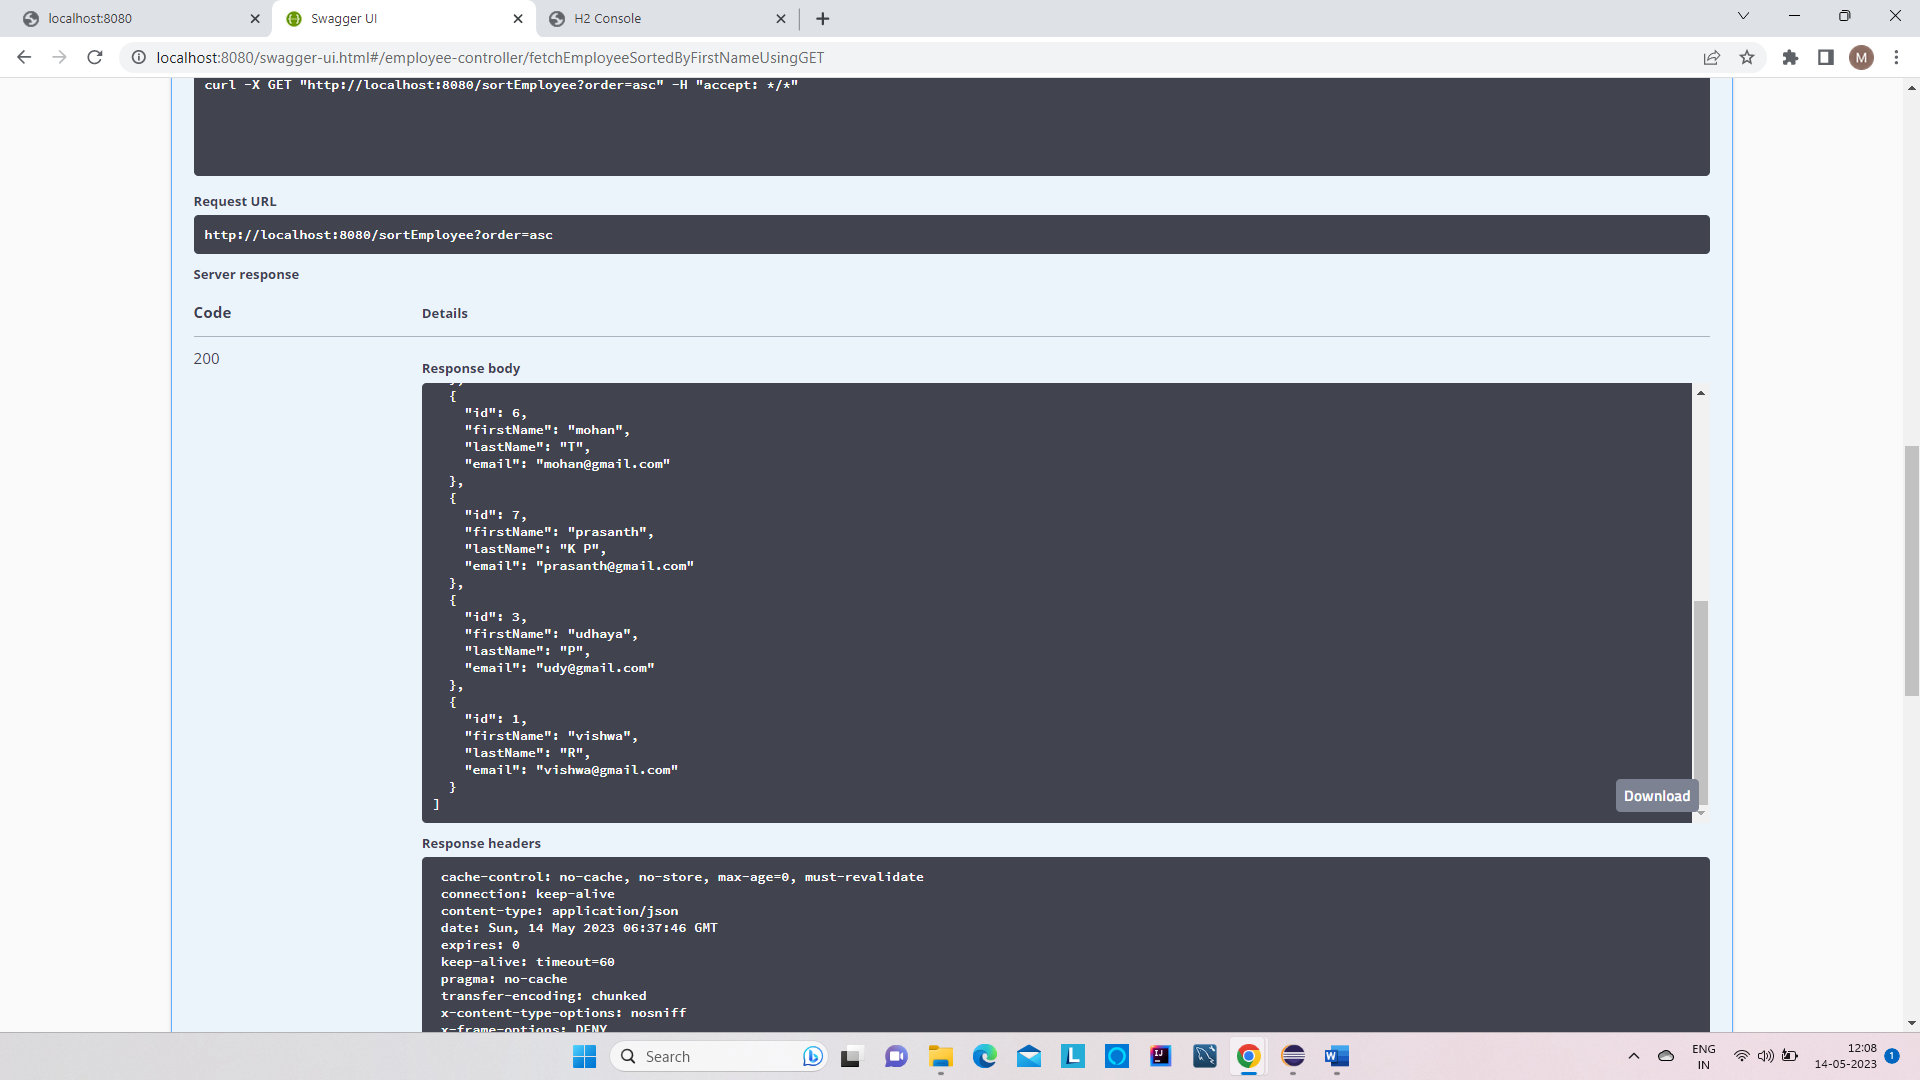 localhost:8080
Swagger UI
H2 Console
localhost:8080/swagger-ui.html#/employee-controller/fetchEmployeeSortedByFirstNameUsingGET
M
curl -X GET "http://localhost:8080/sortEmployee?order=asc" -H "accept: */*"
Request URL
http://localhost:8080/sortEmployee?order=asc
Server response
Code
Details
200
Response body
},
{
"id": 6,
"firstName": "mohan",
"lastName": "T",
"email": "mohan@gmail.com"
},
{
"id": 7,
"firstName": "prasanth",
"lastName": "K P",
"email": "prasanth@gmail.com"
},
{
"id": 3,
"firstName": "udhaya",
"lastName": "P",
"email": "udy@gmail.com"
},
{
"id": 1,
"firstName": "vishwa",
"lastName": "R",
"email": "vishwa@gmail.com"
}
]
Download
Response headers
cache-control: no-cache, no-store, max-age=0, must-revalidate
connection: keep-alive
content-type: application/json
date: Sun, 14 May 2023 06:37:46 GMT
expires: 0
keep-alive: timeout=60
pragma: no-cache
transfer-encoding: chunked
x-content-type-options: nosniff
x-frame-options: DENY
Search
L
IJ
W
ENG
IN
12:08
14-05-2023
1